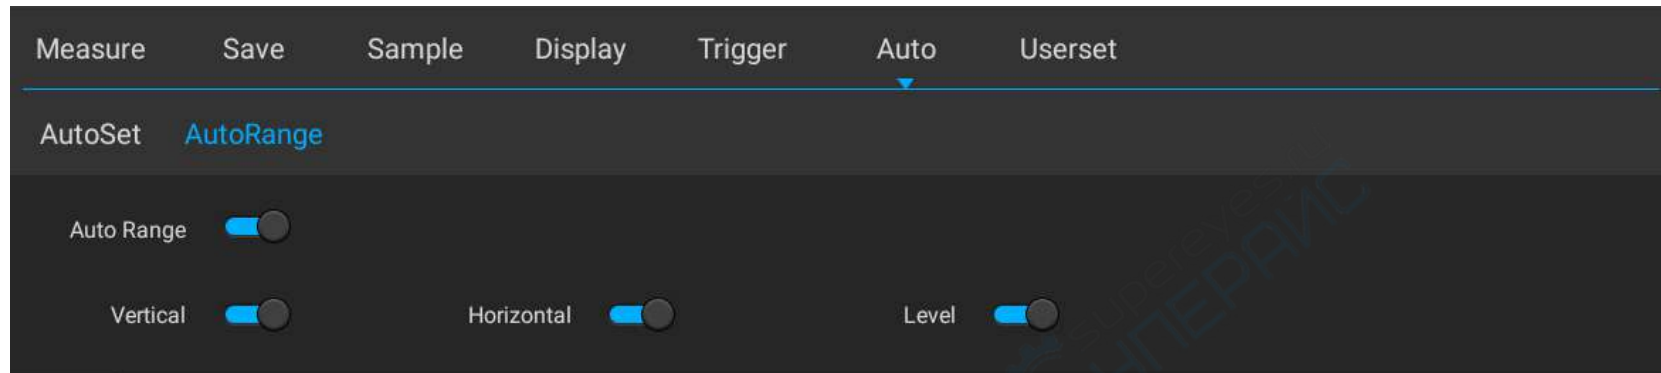 Measure Save Sample Display Trigger Auto Userset
AutoSet AutoRange
Auto Range
Vertical Horizontal Level